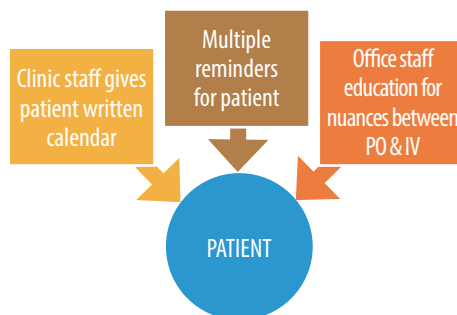 Clinic staff gives
patient written
calendar
Multiple
reminders
for patient
Office staff
education for
nuances between
PO & IV
PATIENT